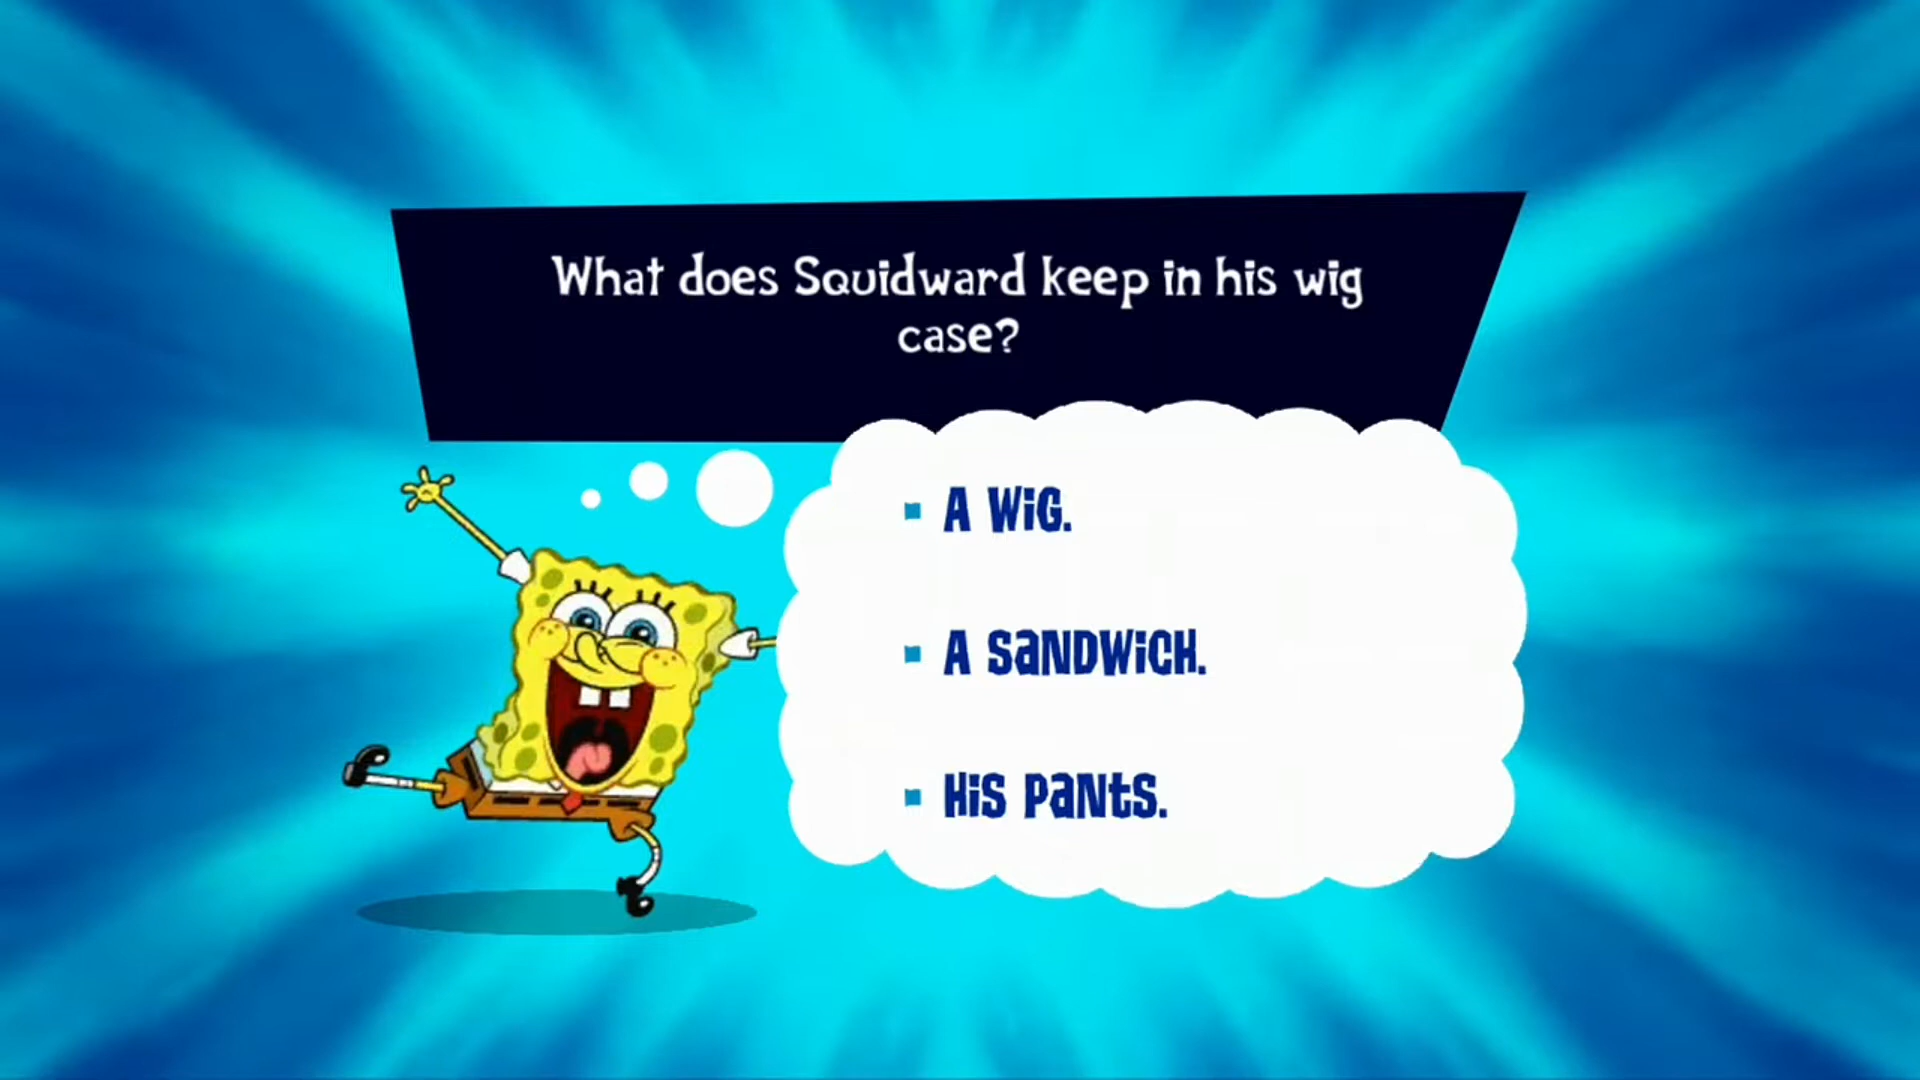 What does Squidward keep in his wig
case?
A WiG.
A SANDWiCH.
HiS PANTS.